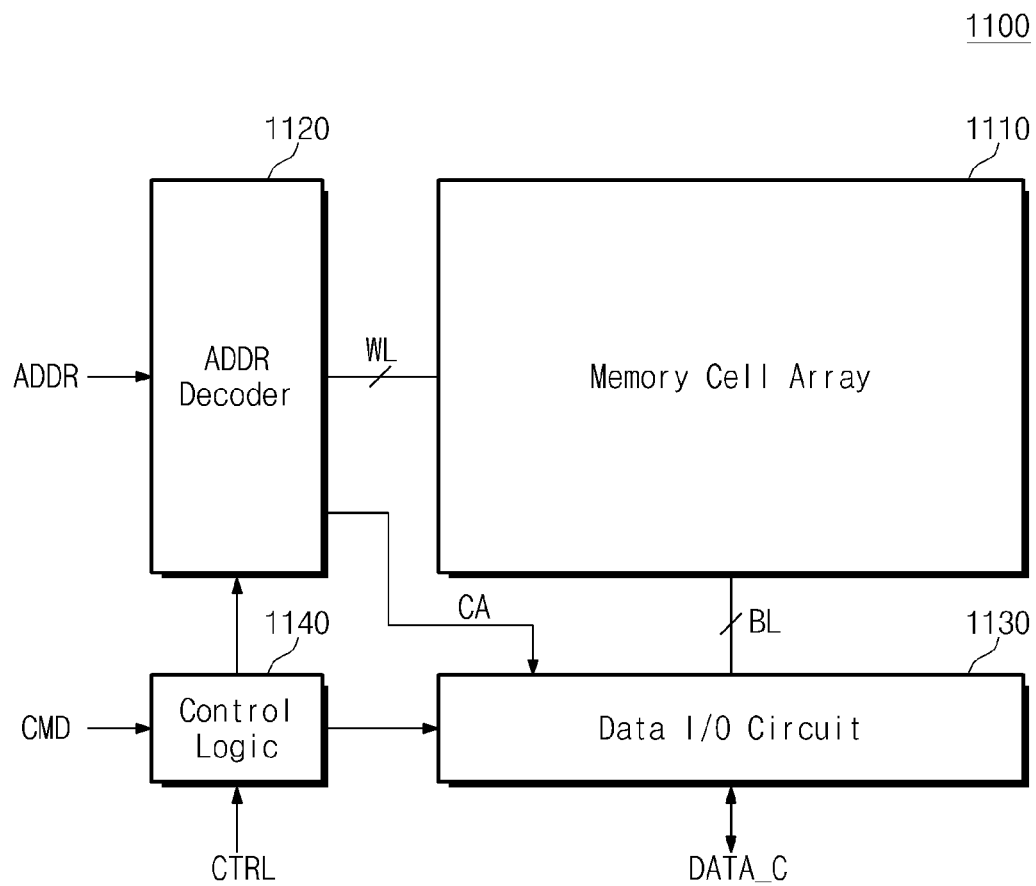 1100
1120
1110
ADDR
ADDR
Decoder
WL
Memory Cell Array
CA
BL
1140
1130
CMD
Control
Logic
Data I/O Circuit
CTRL
DATA_C